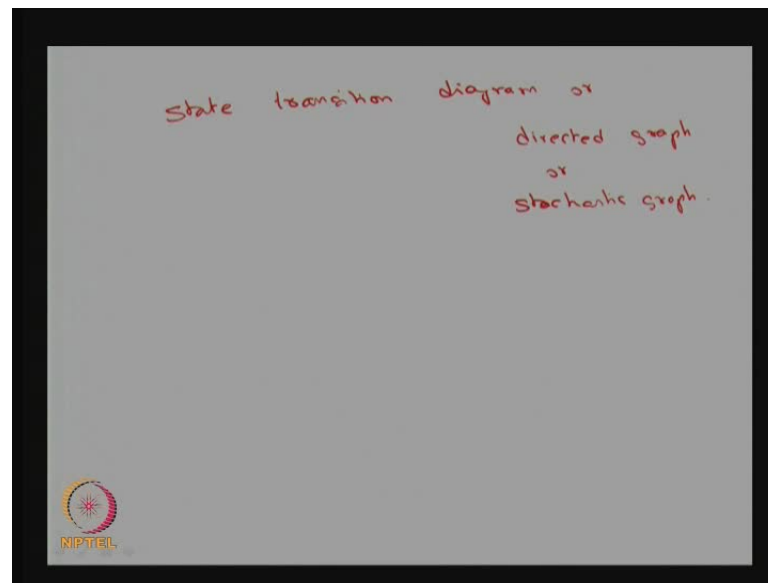 state transition diagram or
directed graph
or
stochastic graph.
NPTEL